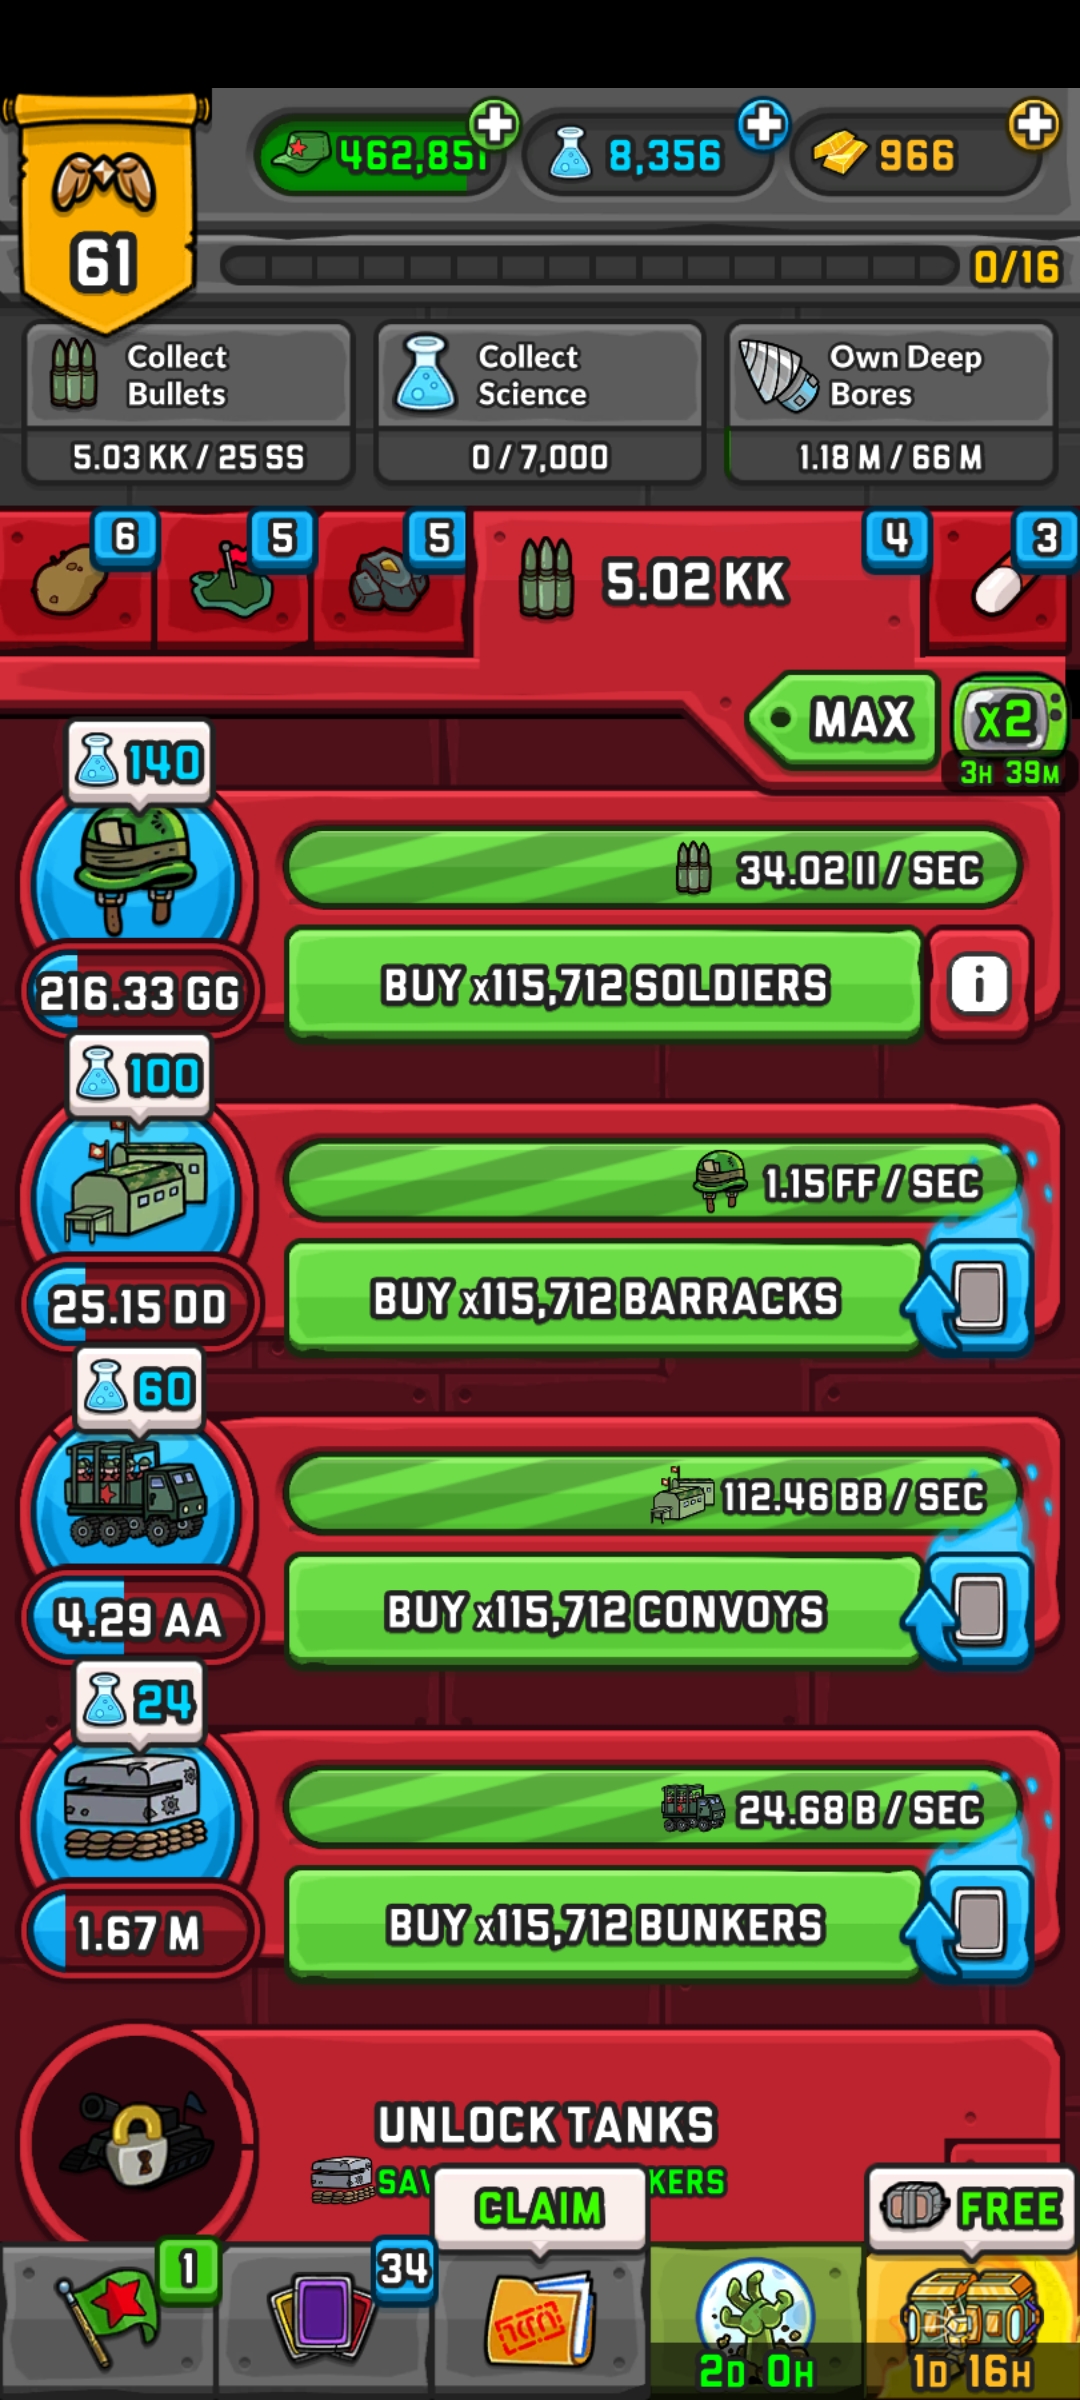 462,851
8,356
966
61
0/16
Collect
Bullets
5.03 KK / 25 SS
Collect
Science
0 / 7,000
Own Deep
Bores
1.18 M / 66 M
6
5
5
5.02 KK
4
3
MAX
x2
3H 39M
140
34.02 II / SEC
216.33 GG
BUY x115,712 SOLDIERS
i
100
1.15 FF / SEC
25.15 DD
BUY x115,712 BARRACKS
60
112.46 BB / SEC
4.29 AA
BUY x115,712 CONVOYS
24
24.68 B / SEC
1.67 M
BUY x115,712 BUNKERS
UNLOCK TANKS
CLAIM
FREE
1
34
2D 0H
1D 16H